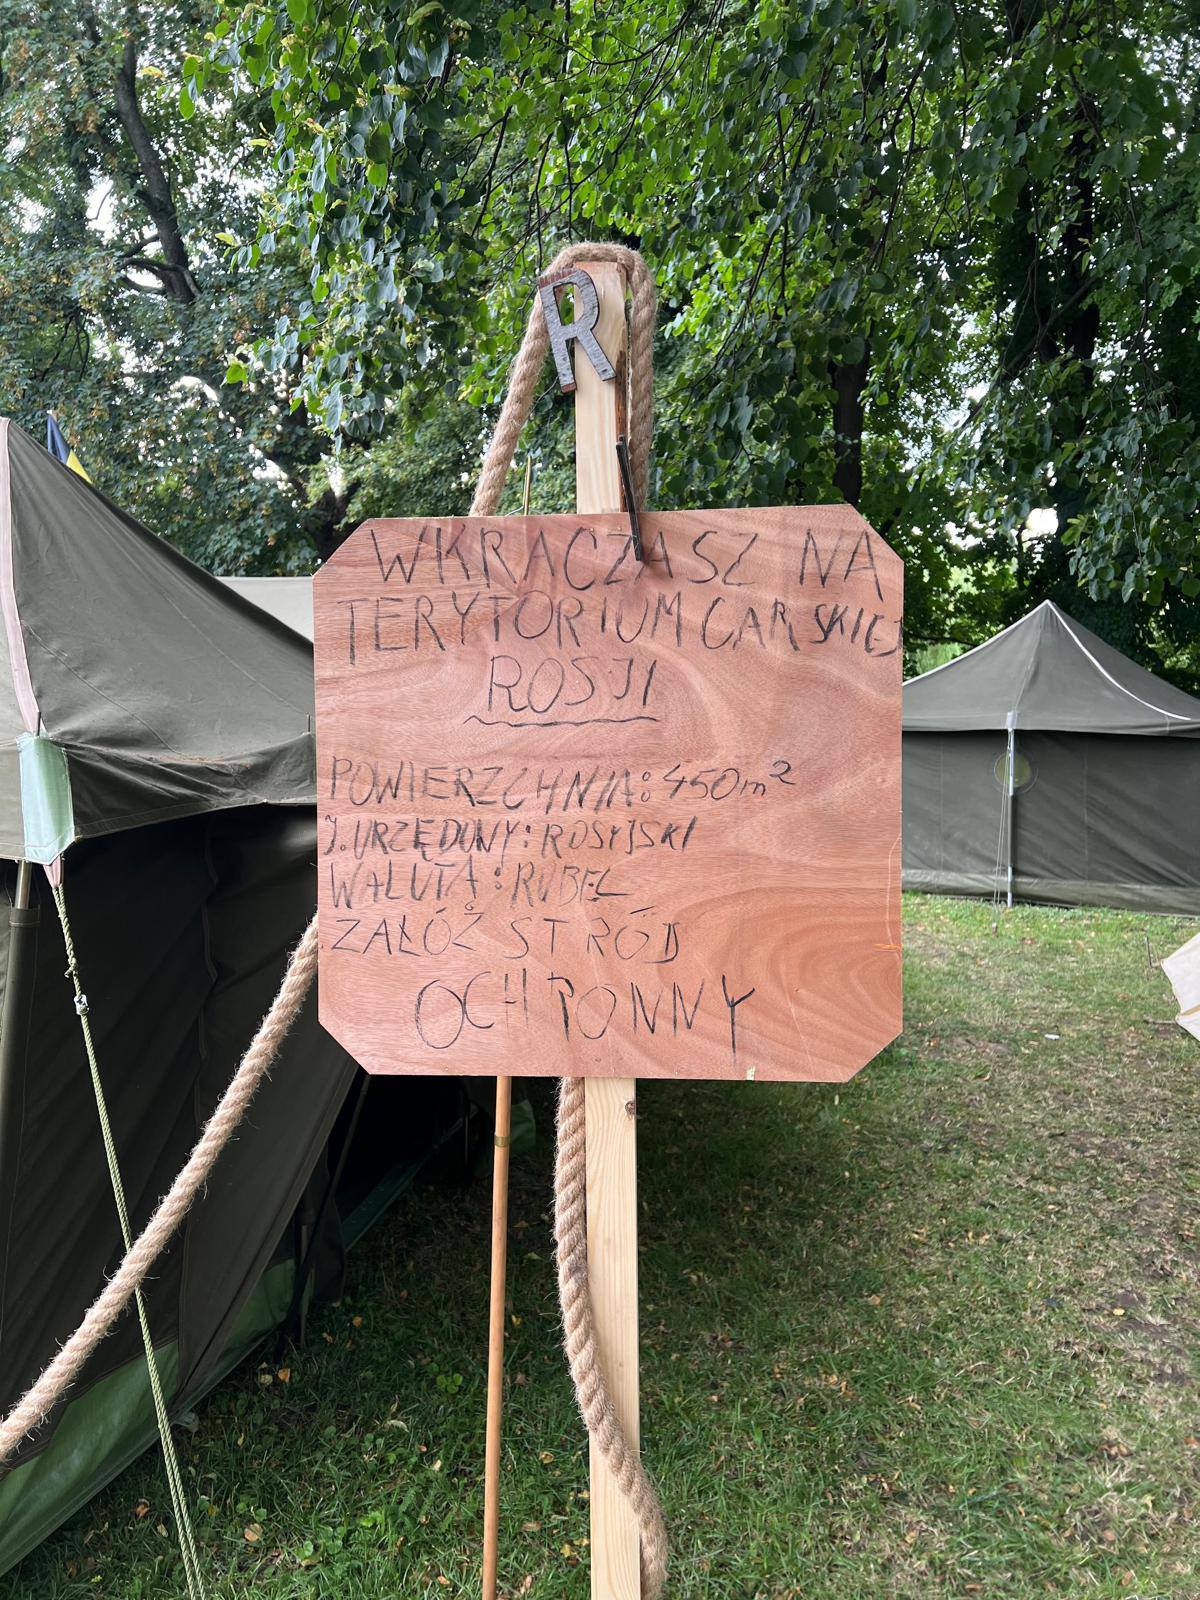 R
WKRACZASZ NA
TERYTORIUM CARSKIEJ
ROSJI
POWIERZCHNIA: 450m²
J. URZĘDOWY: ROSYJSKI
WALUTA: RUBEL
ZAŁÓŻ STRÓJ
OCHRONNY